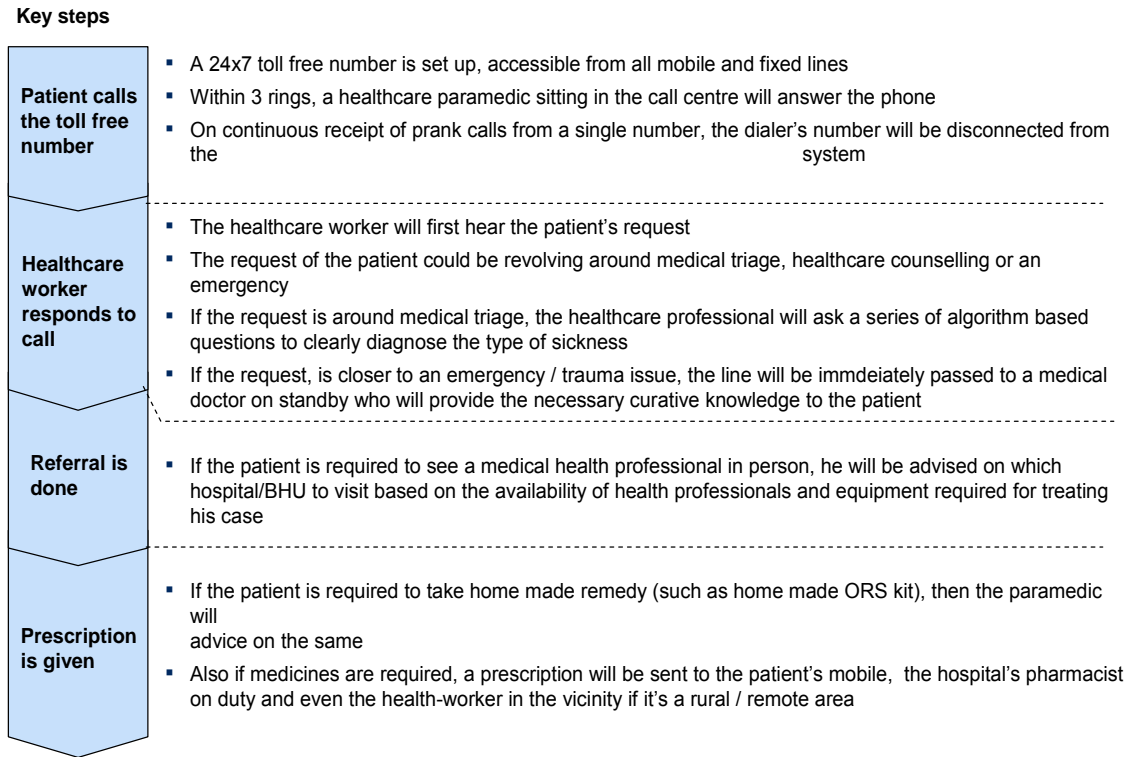 Key steps
Patient calls
the toll free
number
▪ A 24x7 toll free number is set up, accessible from all mobile and fixed lines
▪ Within 3 rings, a healthcare paramedic sitting in the call centre will answer the phone
▪ On continuous receipt of prank calls from a single number, the dialer's number will be disconnected from
the system
Healthcare
worker
responds to
call
▪ The healthcare worker will first hear the patient's request
▪ The request of the patient could be revolving around medical triage, healthcare counselling or an
emergency
▪ If the request is around medical triage, the healthcare professional will ask a series of algorithm based
questions to clearly diagnose the type of sickness
▪ If the request, is closer to an emergency / trauma issue, the line will be immdeiately passed to a medical
doctor on standby who will provide the necessary curative knowledge to the patient
Referral is
done
▪ If the patient is required to see a medical health professional in person, he will be advised on which
hospital/BHU to visit based on the availability of health professionals and equipment required for treating
his case
Prescription
is given
▪ If the patient is required to take home made remedy (such as home made ORS kit), then the paramedic
will
advice on the same
▪ Also if medicines are required, a prescription will be sent to the patient's mobile, the hospital's pharmacist
on duty and even the health-worker in the vicinity if it's a rural / remote area